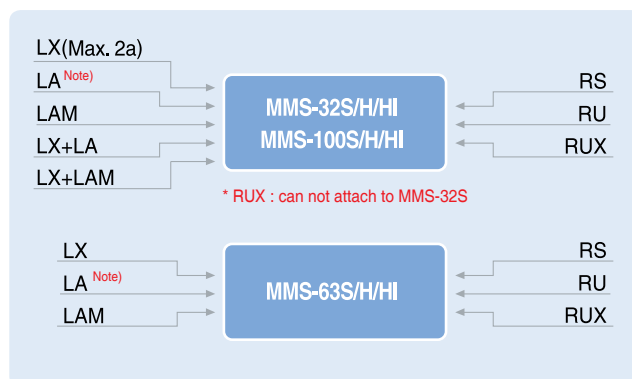 LX(Max. 2a)
LA Note)
LAM
LX+LA
LX+LAM
MMS-32S/H/HI
MMS-100S/H/HI
RS
RU
RUX
* RUX : can not attach to MMS-32S
LX
LA Note)
LAM
MMS-63S/H/HI
RS
RU
RUX